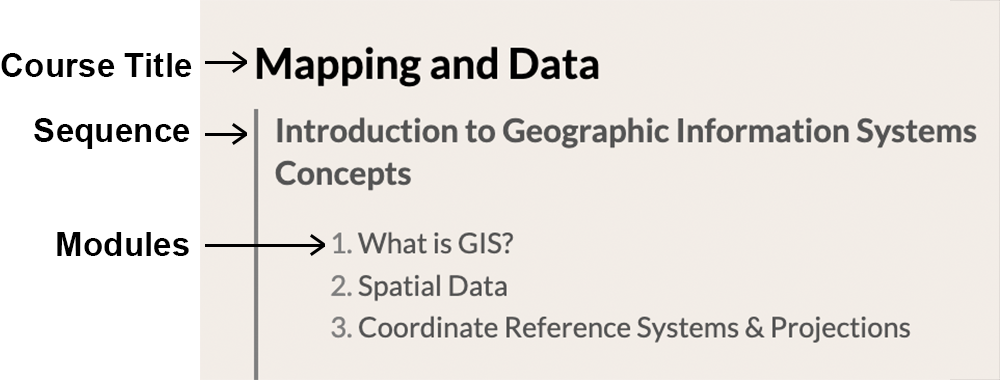 Course Title Mapping and Data
Sequence Introduction to Geographic Information Systems
Concepts
Modules 1. What is GIS?
2. Spatial Data
3. Coordinate Reference Systems & Projections